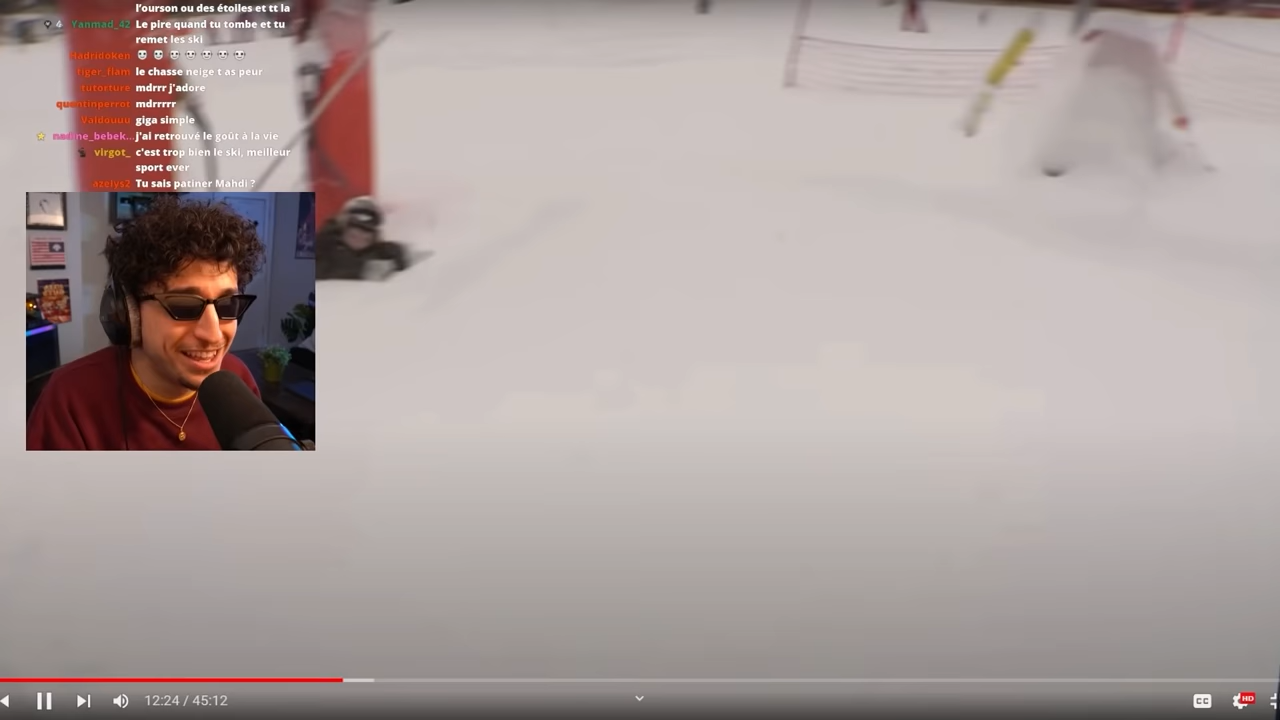 l'ourson ou des étoiles et tt la
4 Yanmad_42 Le pire quand tu tombe et tu
remet les ski
Hadridoken
tiger_flam le chasse neige t as peur
tutorture mdrrr j'adore
quentinperrot mdrrrrr
Valdouuu giga simple
nadine_bebek... j'ai retrouvé le goût à la vie
virgot_ c'est trop bien le ski, meilleur
sport ever
azelys2 Tu sais patiner Mahdi ?
12:24 / 45:12
CC
HD